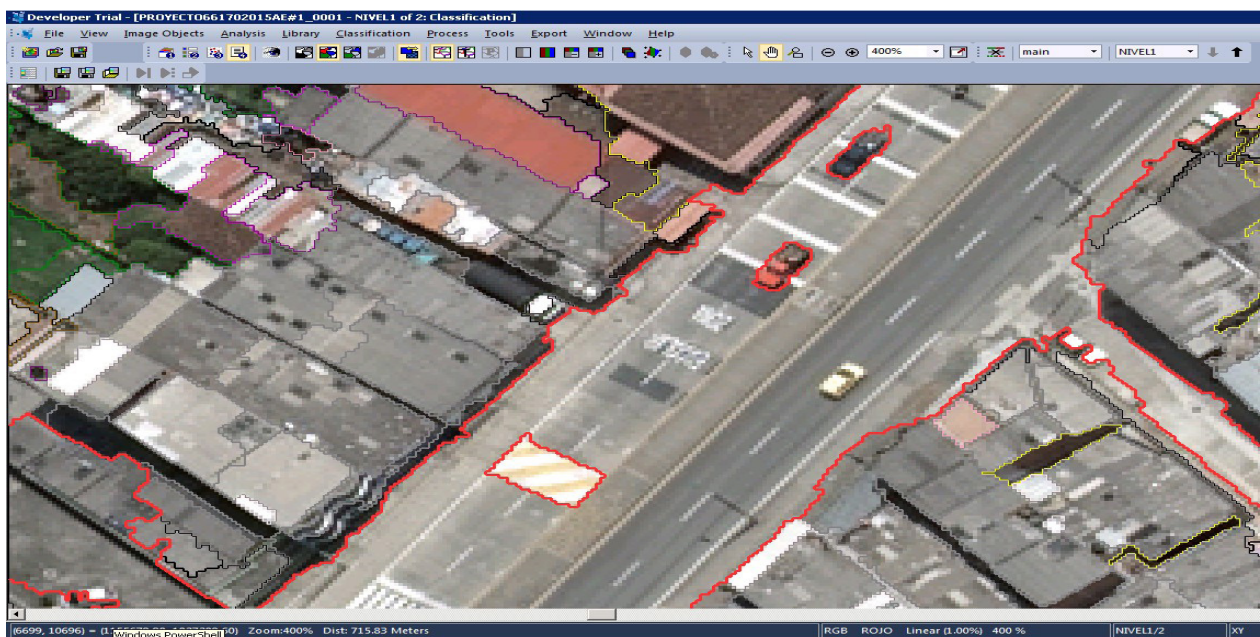 Developer Trial - [PROYECTO661702015AE#1_0001 - NIVEL1 of 2: Classification]
File View Image Objects Analysis Library Classification Process Tools Export Window Help
400% main NIVEL1
(6699, 10696) = Zoom:400% Dist: 715.83 Meters RGB ROJO Linear (1.00%) 400 % NIVEL1/2 XY
Windows PowerShell